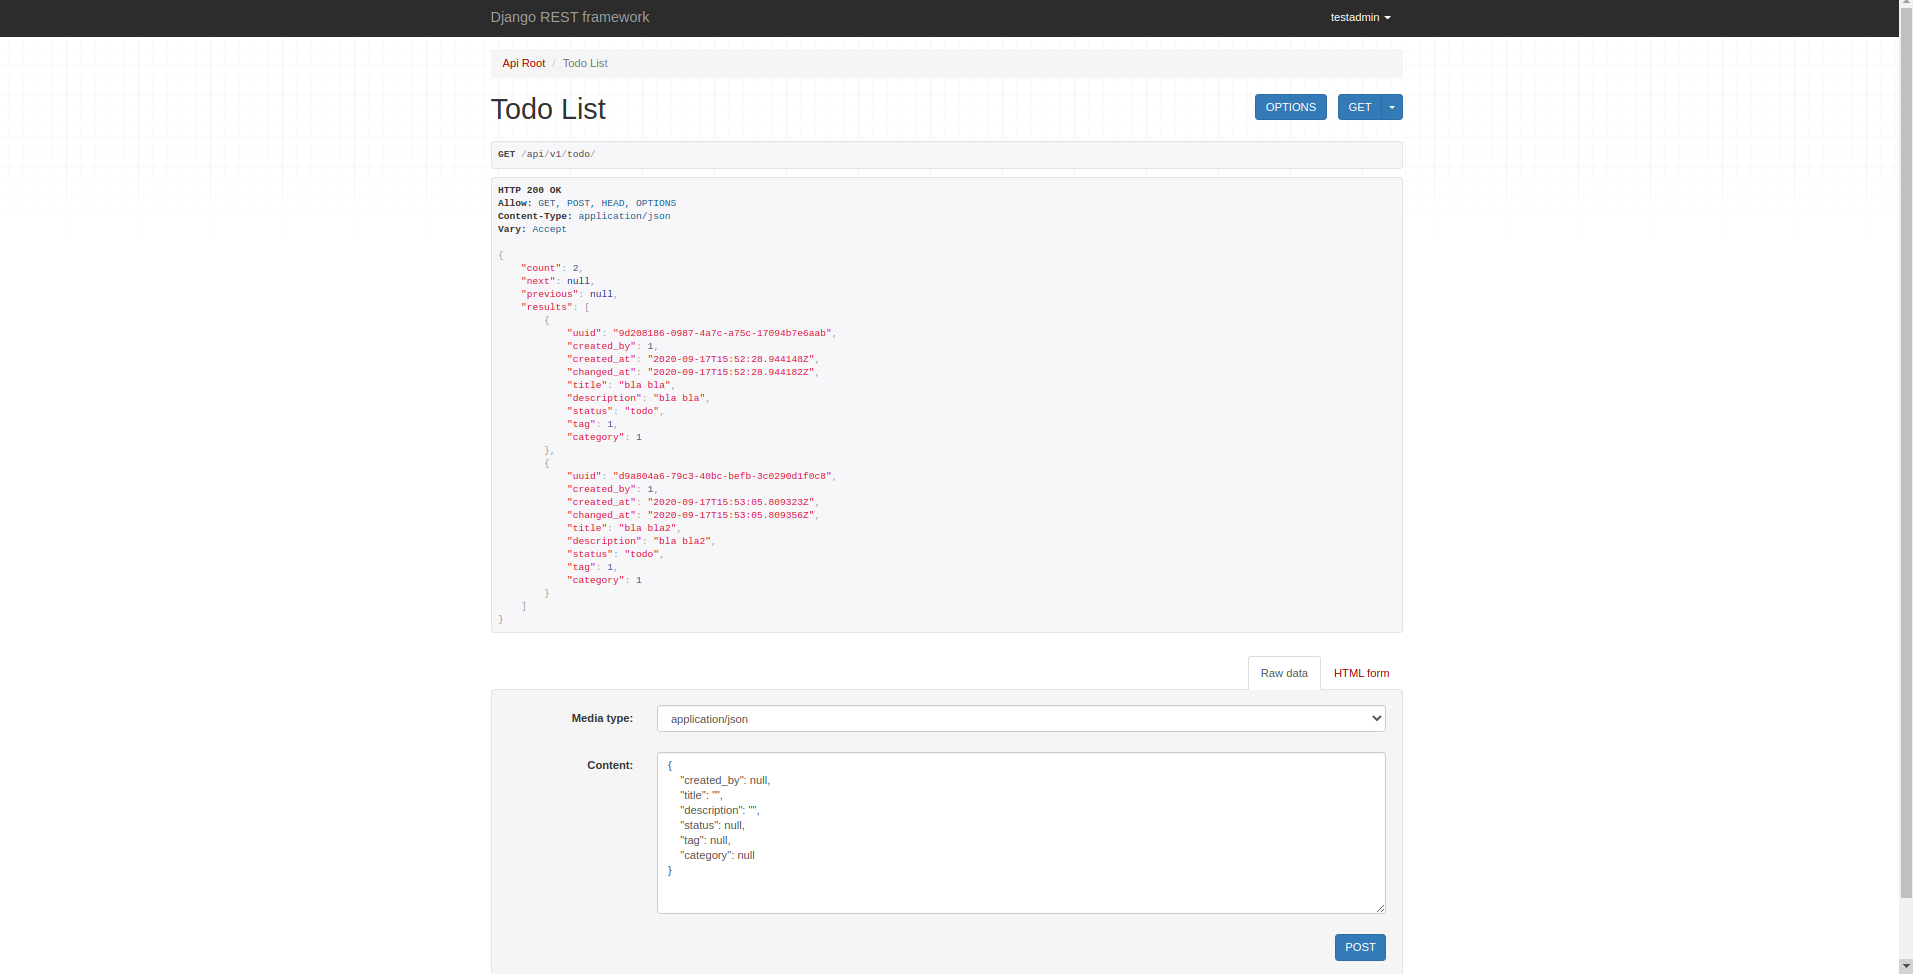 Django REST framework
testadmin
Api Root / Todo List
Todo List
OPTIONS
GET
GET /api/v1/todo/
HTTP 200 OK
Allow: GET, POST, HEAD, OPTIONS
Content-Type: application/json
Vary: Accept
{
    "count": 2,
    "next": null,
    "previous": null,
    "results": [
        {
            "uuid": "9d208186-0987-4a7c-a75c-17094b7e6aab",
            "created_by": 1,
            "created_at": "2020-09-17T15:52:28.944148Z",
            "changed_at": "2020-09-17T15:52:28.944182Z",
            "title": "bla bla",
            "description": "bla bla",
            "status": "todo",
            "tag": 1,
            "category": 1
        },
        {
            "uuid": "d9a804a6-79c3-40bc-befb-3c0290d1f0c8",
            "created_by": 1,
            "created_at": "2020-09-17T15:53:05.809323Z",
            "changed_at": "2020-09-17T15:53:05.809356Z",
            "title": "bla bla2",
            "description": "bla bla2",
            "status": "todo",
            "tag": 1,
            "category": 1
        }
    ]
}
Raw data
HTML form
Media type:
application/json
Content:
{
    "created_by": null,
    "title": "",
    "description": "",
    "status": null,
    "tag": null,
    "category": null
}
POST